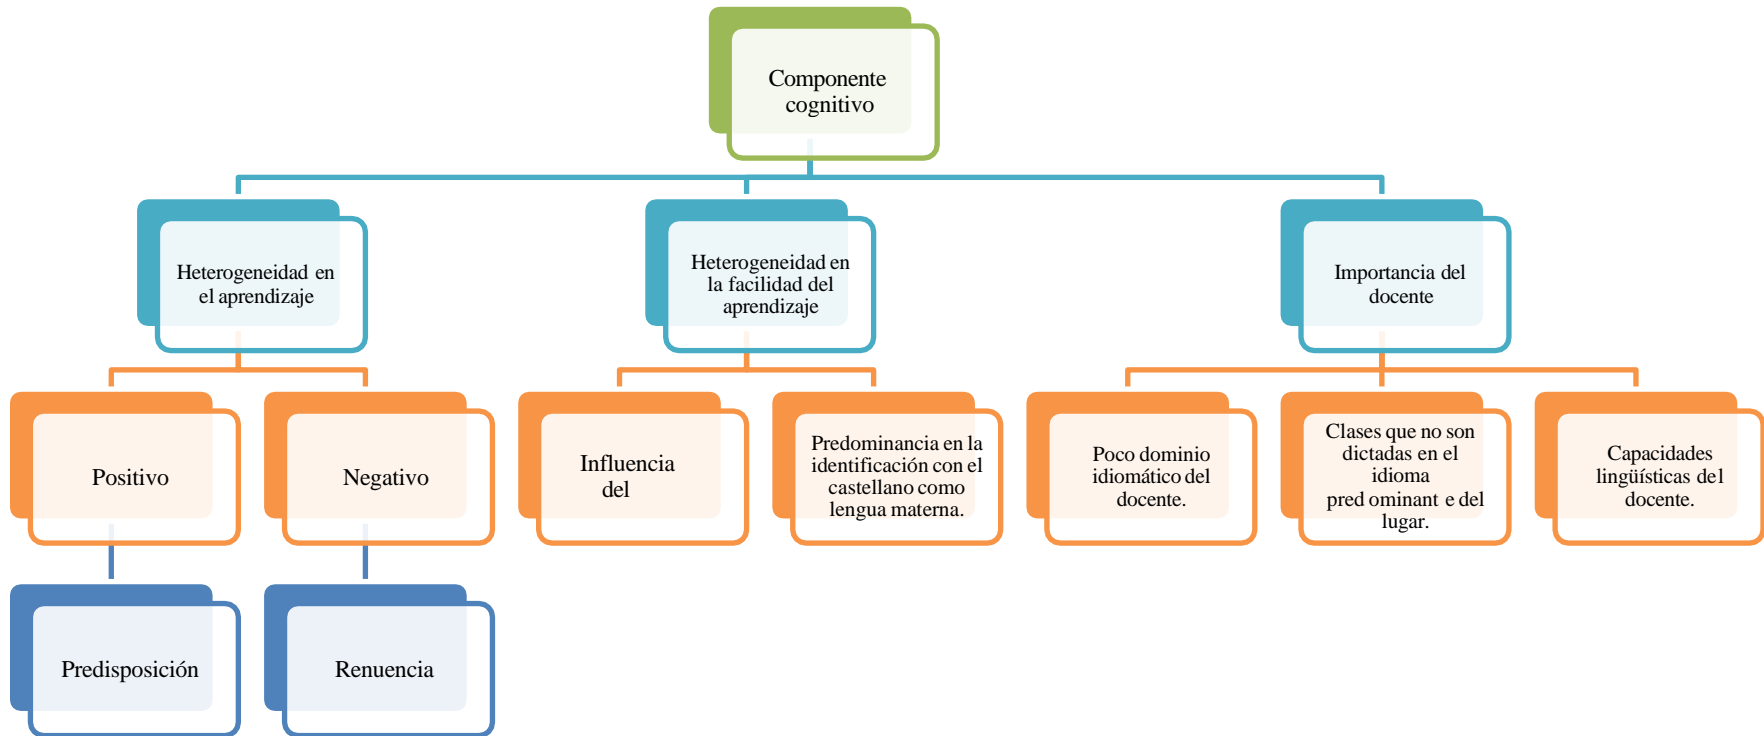 Componente
cognitivo
Heterogeneidad en
el aprendizaje
Heterogeneidad en
la facilidad del
aprendizaje
Importancia del
docente
Positivo
Negativo
Influencia
del
Predominancia en la
identificación con el
castellano como
lengua materna.
Poco dominio
idiomático del
docente.
Clases que no son
dictadas en el
idioma
pred ominant e del
lugar.
Capacidades
lingüísticas del
docente.
Predisposición
Renuencia